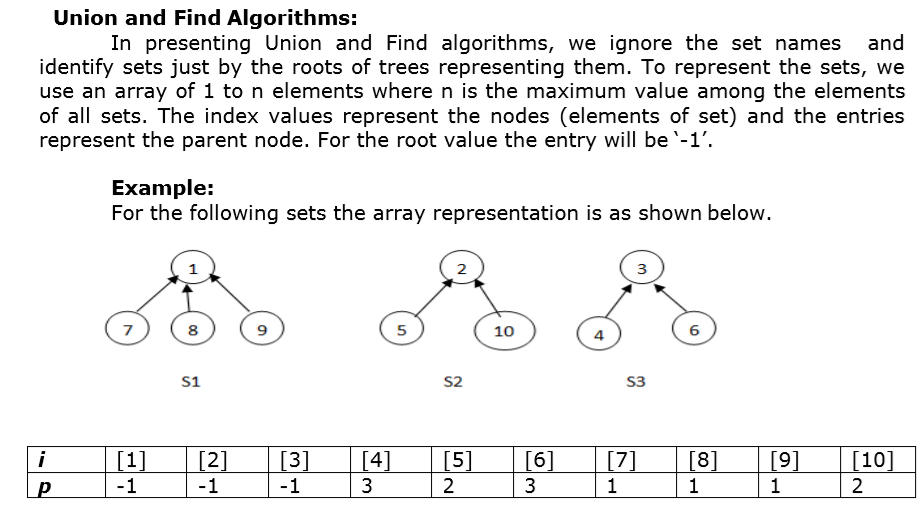 Union and Find Algorithms:
In presenting Union and Find algorithms, we ignore the set names and
identify sets just by the roots of trees representing them. To represent the sets, we
use an array of 1 to n elements where n is the maximum value among the elements
of all sets. The index values represent the nodes (elements of set) and the entries
represent the parent node. For the root value the entry will be ‘-1’.
Example:
For the following sets the array representation is as shown below.
1 2 3
7 8 9 5 10 4 6
S1 S2 S3
i [1] [2] [3] [4] [5] [6] [7] [8] [9] [10]
p -1 -1 -1 3 2 3 1 1 1 2